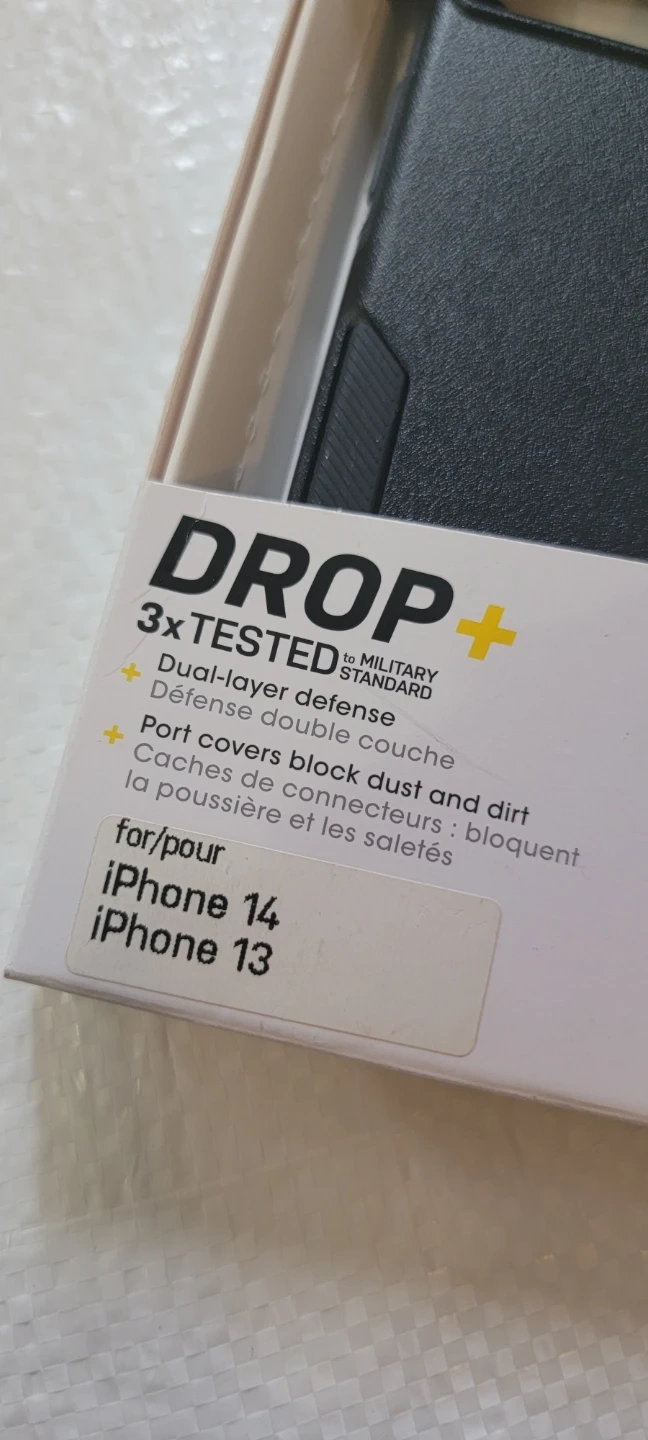 DROP+
3x TESTED to MILITARY STANDARD
Dual-layer defense
Défense double couche
Port covers block dust and dirt
Caches de connecteurs : bloquent
la poussière et les saletés
for/pour
iPhone 14
iPhone 13